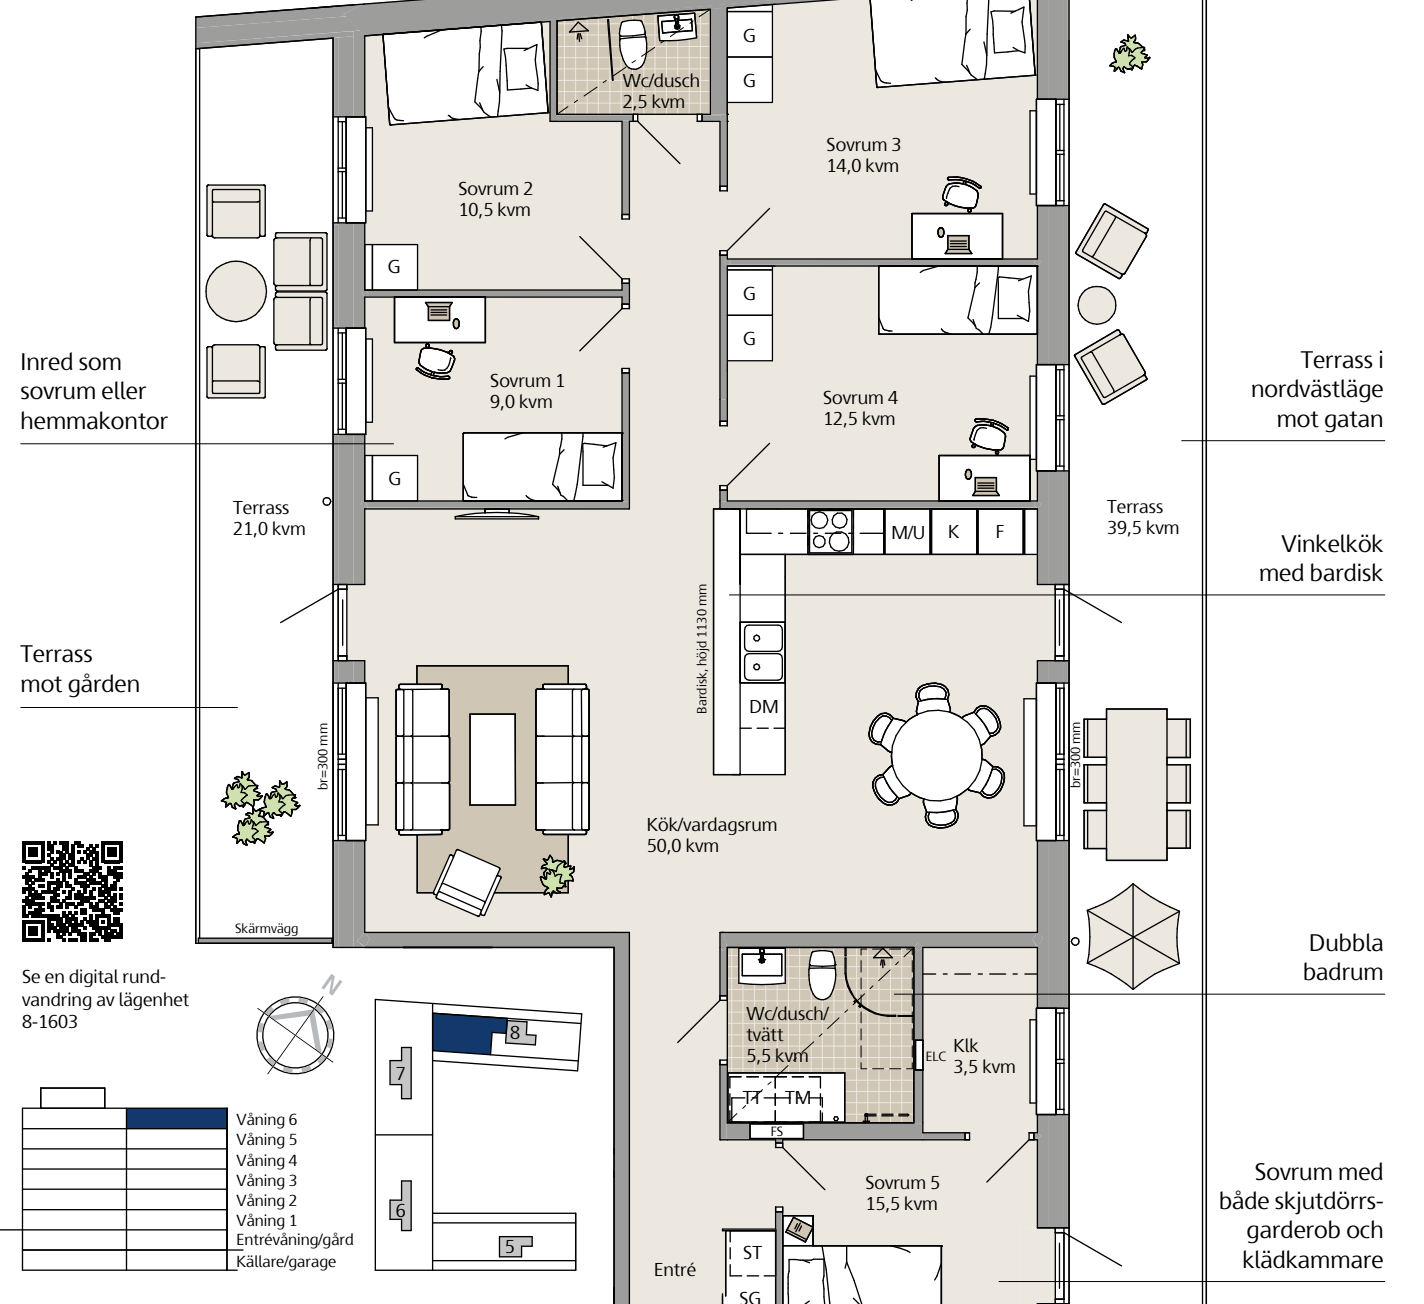 Wc/dusch
2,5 kvm
G
G
Sovrum 3
14,0 kvm
Sovrum 2
10,5 kvm
G
G
G
Sovrum 1
9,0 kvm
Sovrum 4
12,5 kvm
G
Inred som
sovrum eller
hemmakontor
Terrass i
nordvästläge
mot gatan
Terrass
21,0 kvm
Terrass
39,5 kvm
M/U
K
F
Vinkelkök
med bardisk
Bardisk, höjd 1130 mm
Terrass
mot gården
DM
br=300 mm
br=300 mm
Kök/vardagsrum
50,0 kvm
Skärmvägg
Dubbla
badrum
Se en digital rund-
vandring av lägenhet
8-1603
N
8
7
6
5
Wc/dusch/
tvätt
5,5 kvm
TT
TM
FS
ELC
Klk
3,5 kvm
Våning 6
Våning 5
Våning 4
Våning 3
Våning 2
Våning 1
Entrévåning/gård
Källare/garage
Sovrum 5
15,5 kvm
Sovrum med
både skjutdörrs-
garderob och
klädkammare
Entré
ST
SG